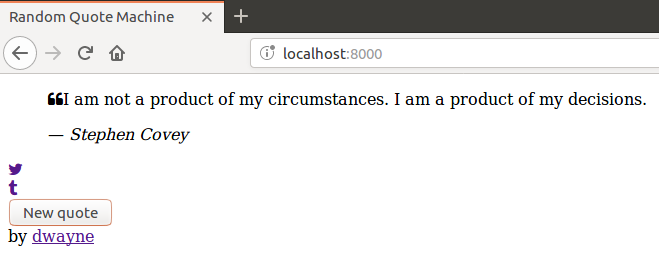 Random Quote Machine
localhost:8000
I am not a product of my circumstances. I am a product of my decisions.
— Stephen Covey
New quote
by dwayne